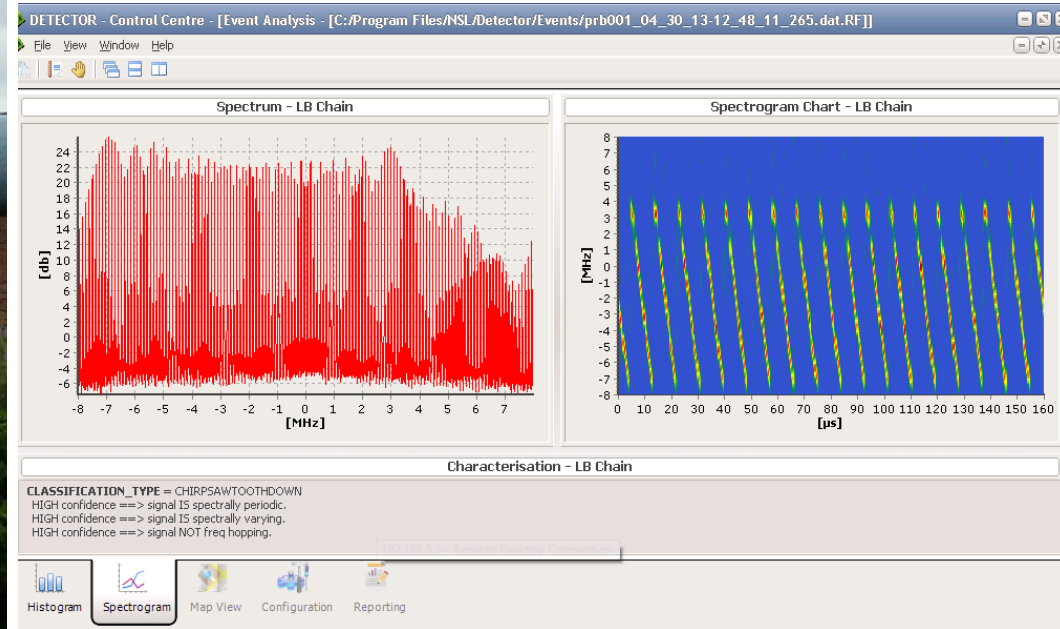 DETECTOR - Control Centre - [Event Analysis - [C:/Program Files/NSL/Detector/Events/prb001_04_30_13-12_48_11_265.dat.RF]]
File View Window Help
Spectrum - LB Chain
24
22
20
18
16
14
12
10
8
6
4
2
0
-2
-4
-6
[db]
-8 -7 -6 -5 -4 -3 -2 -1 0 1 2 3 4 5 6 7
[MHz]
Spectrogram Chart - LB Chain
8
7
6
5
4
3
2
1
0
-1
-2
-3
-4
-5
-6
-7
-8
[MHz]
0 10 20 30 40 50 60 70 80 90 100 110 120 130 140 150 160
[µs]
Characterisation - LB Chain
CLASSIFICATION_TYPE = CHIRPSAWTOOTHDOWN
HIGH confidence ==> signal IS spectrally periodic.
HIGH confidence ==> signal IS spectrally varying.
HIGH confidence ==> signal NOT freq hopping.
Remote Desktop Connection
Histogram Spectrogram Map View Configuration Reporting